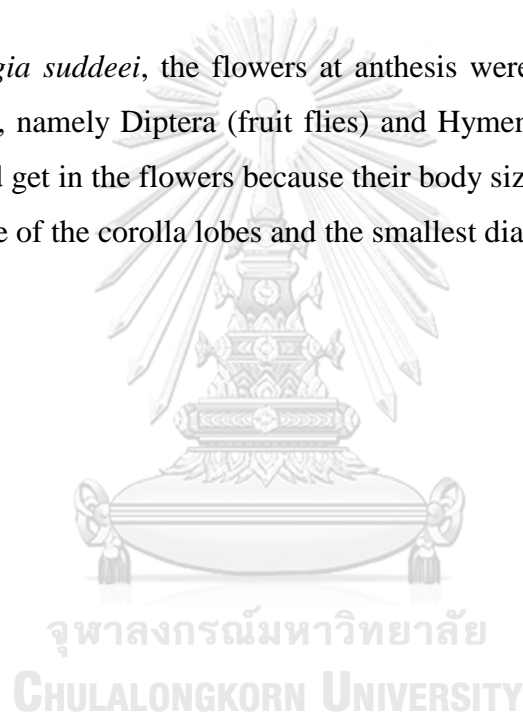 gia suddeei, the flowers at anthesis were
, namely Diptera (fruit flies) and Hymen
get in the flowers because their body siz
e of the corolla lobes and the smallest dia
จุฬาลงกรณ์มหาวิทยาลัย
CHULALONGKORN UNIVERSITY